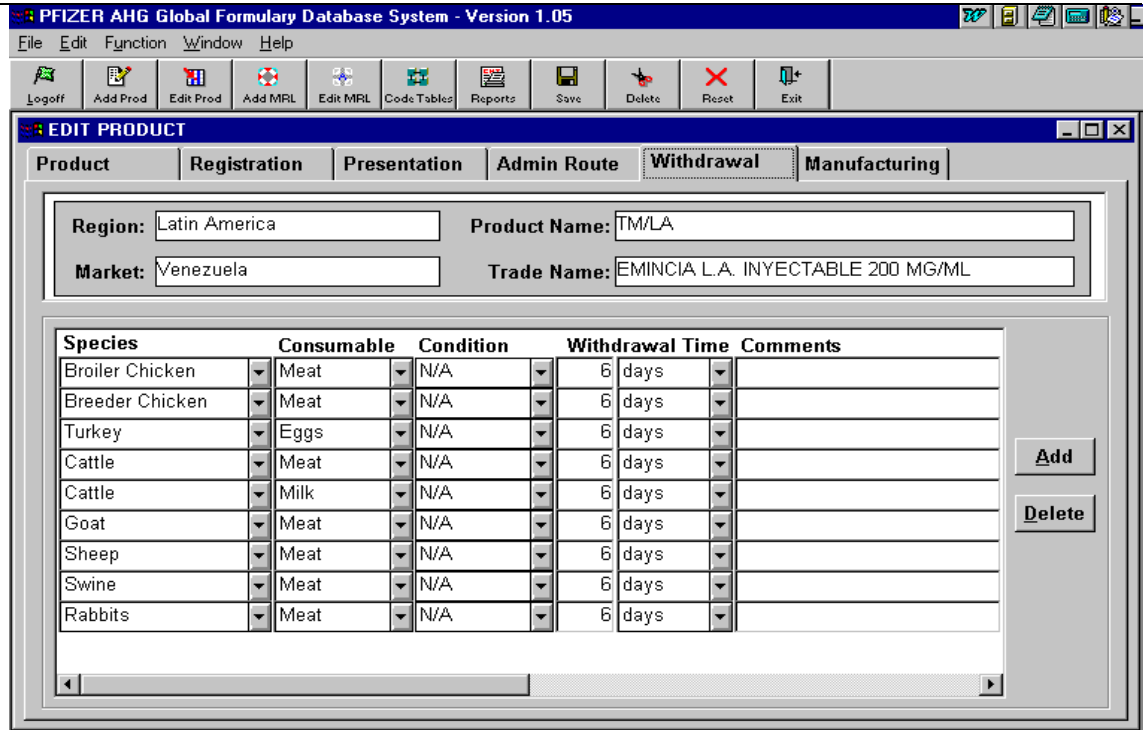 PFIZER AHG Global Formulary Database System - Version 1.05
File Edit Function Window Help
Logoff Add Prod Edit Prod Add MRL Edit MRL Code Tables Reports Save Delete Reset Exit
EDIT PRODUCT
Product Registration Presentation Admin Route Withdrawal Manufacturing
Region: Latin America Product Name: TM/LA
Market: Venezuela Trade Name: EMINCIA L.A. INYECTABLE 200 MG/ML
Species Consumable Condition Withdrawal Time Comments
Broiler Chicken Meat N/A 6 days
Breeder Chicken Meat N/A 6 days
Turkey Eggs N/A 6 days
Cattle Meat N/A 6 days
Cattle Milk N/A 6 days
Goat Meat N/A 6 days
Sheep Meat N/A 6 days
Swine Meat N/A 6 days
Rabbits Meat N/A 6 days
Add
Delete